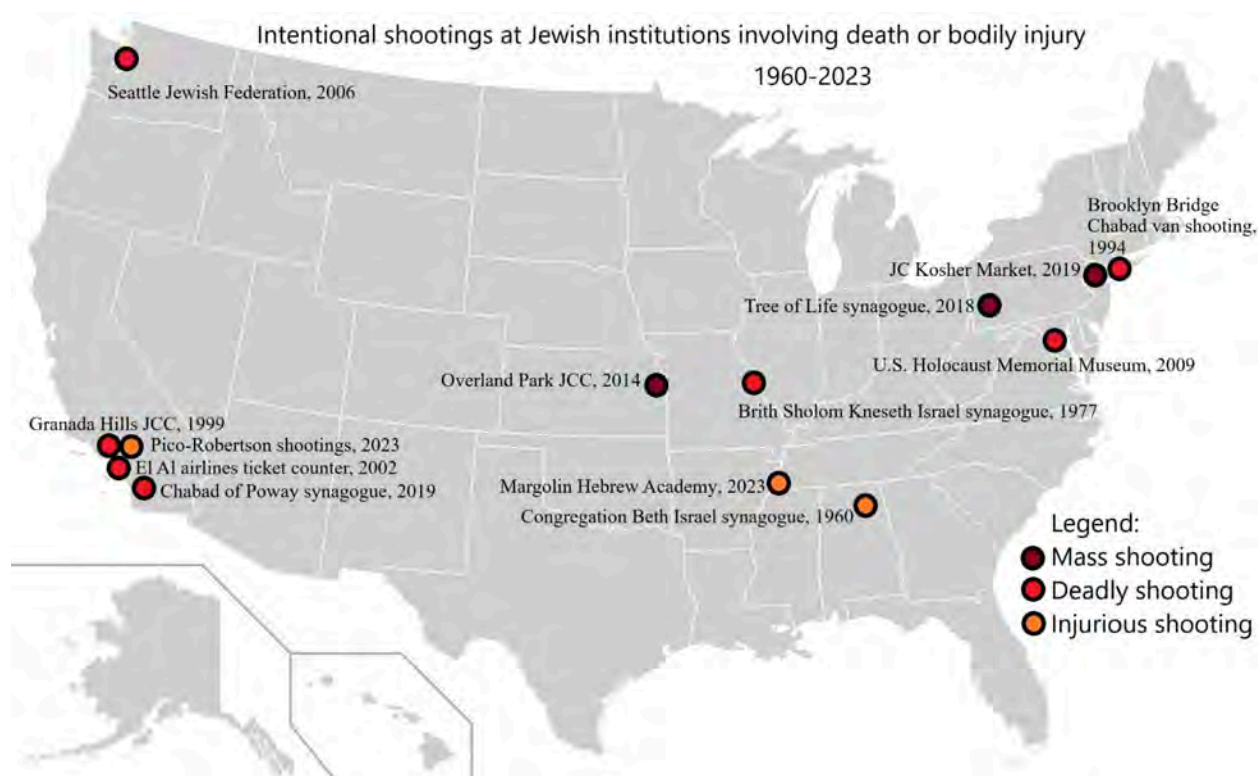 Intentional shootings at Jewish institutions involving death or bodily injury
1960-2023
Seattle Jewish Federation, 2006
Brooklyn Bridge
Chabad van shooting,
1994
JC Kosher Market, 2019
Tree of Life synagogue, 2018
U.S. Holocaust Memorial Museum, 2009
Overland Park JCC, 2014
Brith Sholom Kneseth Israel synagogue, 1977
Granada Hills JCC, 1999
Pico-Robertson shootings, 2023
El Al airlines ticket counter, 2002
Chabad of Poway synagogue, 2019
Margolin Hebrew Academy, 2023
Congregation Beth Israel synagogue, 1960
Legend:
Mass shooting
Deadly shooting
Injurious shooting